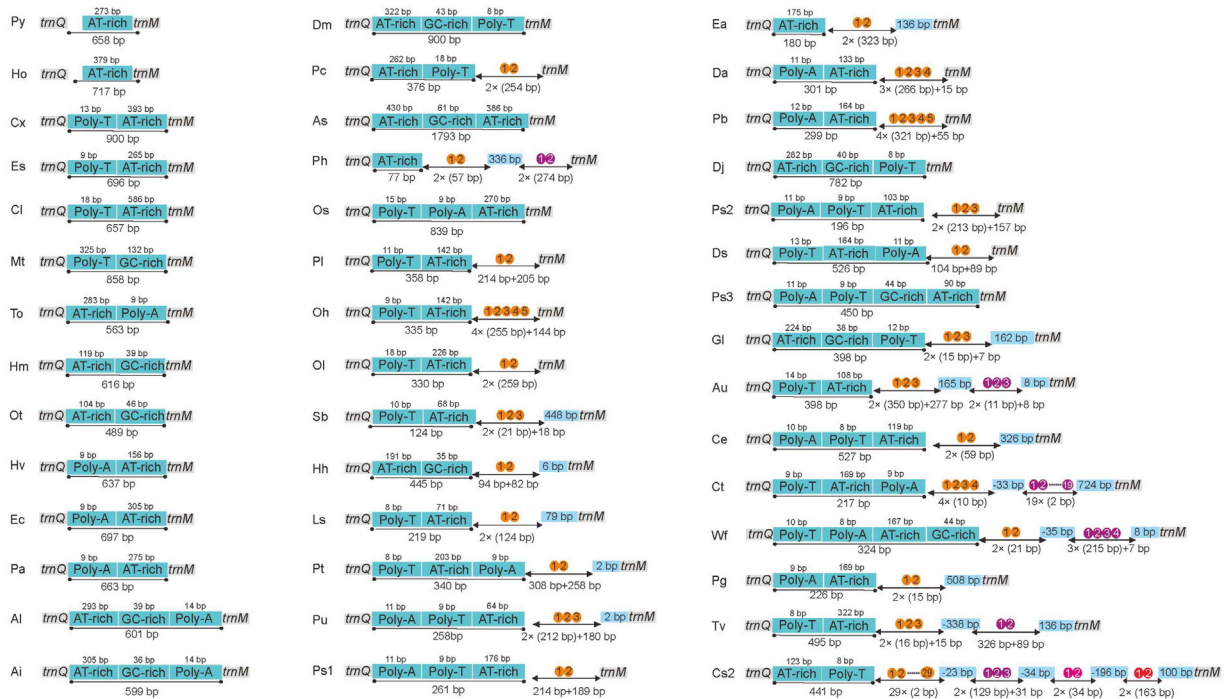 273 bp
Py trnQ AT-rich trnM
658 bp
379 bp
Ho trnQ AT-rich trnM
717 bp
13 bp 393 bp
Cx trnQ Poly-T AT-rich trnM
900 bp
9 bp 265 bp
Es trnQ Poly-T AT-rich trnM
696 bp
18 bp 586 bp
Cl trnQ Poly-T AT-rich trnM
657 bp
325 bp 132 bp
Mt trnQ Poly-T GC-rich trnM
858 bp
283 bp 9 bp
To trnQ AT-rich Poly-A trnM
563 bp
119 bp 39 bp
Hm trnQ AT-rich GC-rich trnM
616 bp
104 bp 46 bp
Ot trnQ AT-rich GC-rich trnM
489 bp
9 bp 156 bp
Hv trnQ Poly-A AT-rich trnM
637 bp
9 bp 305 bp
Ec trnQ Poly-A AT-rich trnM
697 bp
9 bp 275 bp
Pa trnQ Poly-A AT-rich trnM
663 bp
293 bp 39 bp 14 bp
Al trnQ AT-rich GC-rich Poly-A trnM
601 bp
305 bp 36 bp 14 bp
Ai trnQ AT-rich GC-rich Poly-A trnM
599 bp
322 bp 43 bp 8 bp
Dm trnQ AT-rich GC-rich Poly-T trnM
900 bp
262 bp 18 bp
Pc trnQ AT-rich Poly-T 1 2 trnM
376 bp 2× (254 bp)
430 bp 61 bp 386 bp
As trnQ AT-rich GC-rich AT-rich trnM
1793 bp
Ph trnQ AT-rich 1 2 336 bp 1 2 trnM
77 bp 2× (57 bp) 2× (274 bp)
15 bp 9 bp 270 bp
Os trnQ Poly-T Poly-A AT-rich trnM
839 bp
11 bp 142 bp
Pl trnQ Poly-T AT-rich 1 2 trnM
358 bp 214 bp+205 bp
9 bp 142 bp
Oh trnQ Poly-T AT-rich 1 2 3 4 5 trnM
335 bp 4× (255 bp)+144 bp
18 bp 226 bp
Ol trnQ Poly-T AT-rich 1 2 trnM
330 bp 2× (259 bp)
10 bp 68 bp
Sb trnQ Poly-T AT-rich 1 2 3 448 bp trnM
124 bp 2× (21 bp)+18 bp
191 bp 35 bp
Hh trnQ AT-rich GC-rich 1 2 6 bp trnM
445 bp 94 bp+82 bp
8 bp 71 bp
Ls trnQ Poly-T AT-rich 1 2 79 bp trnM
219 bp 2× (124 bp)
8 bp 203 bp 9 bp
Pt trnQ Poly-T AT-rich Poly-A 1 2 2 bp trnM
340 bp 308 bp+258 bp
11 bp 9 bp 64 bp
Pu trnQ Poly-A Poly-T AT-rich 1 2 3 2 bp trnM
258bp 2× (212 bp)+180 bp
11 bp 9 bp 176 bp
Ps1 trnQ Poly-A Poly-T AT-rich 1 2 trnM
261 bp 214 bp+189 bp
175 bp
Ea trnQ AT-rich 1 2 136 bp trnM
180 bp 2× (323 bp)
11 bp 133 bp
Da trnQ Poly-A AT-rich 1 2 3 4 trnM
301 bp 3× (266 bp)+15 bp
12 bp 164 bp
Pb trnQ Poly-A AT-rich 1 2 3 4 5 trnM
299 bp 4× (321 bp)+55 bp
282 bp 40 bp 8 bp
Dj trnQ AT-rich GC-rich Poly-T trnM
782 bp
11 bp 9 bp 103 bp
Ps2 trnQ Poly-A Poly-T AT-rich 1 2 3 trnM
196 bp 2× (213 bp)+157 bp
13 bp 164 bp 11 bp
Ds trnQ Poly-T AT-rich Poly-A 1 2 trnM
526 bp 104 bp+89 bp
11 bp 9 bp 44 bp 90 bp
Ps3 trnQ Poly-A Poly-T GC-rich AT-rich trnM
450 bp
224 bp 38 bp 12 bp
Gl trnQ AT-rich GC-rich Poly-T 1 2 3 162 bp trnM
398 bp 2× (15 bp)+7 bp
14 bp 108 bp
Au trnQ Poly-T AT-rich 1 2 3 165 bp 1 2 3 8 bp trnM
398 bp 2× (350 bp)+277 bp 2× (11 bp)+8 bp
10 bp 8 bp 119 bp
Ce trnQ Poly-A Poly-T AT-rich 1 2 326 bp trnM
527 bp 2× (59 bp)
9 bp 169 bp 9 bp
Ct trnQ Poly-T AT-rich Poly-A 1 2 3 4 -33 bp 1 2 ----- 19 724 bp trnM
217 bp 4× (10 bp) 19× (2 bp)
10 bp 8 bp 167 bp 44 bp
Wf trnQ Poly-T Poly-A AT-rich GC-rich 1 2 -35 bp 1 2 3 4 8 bp trnM
324 bp 2× (21 bp) 3× (215 bp)+7 bp
9 bp 169 bp
Pg trnQ Poly-A AT-rich 1 2 508 bp trnM
226 bp 2× (15 bp)
8 bp 322 bp
Tv trnQ Poly-T AT-rich 1 2 3 -338 bp 1 2 136 bp trnM
495 bp 2× (16 bp)+15 bp 326 bp+89 bp
123 bp 8 bp
Cs2 trnQ AT-rich Poly-T 1 2 ----- 29 -23 bp 1 2 3 -34 bp 1 2 -196 bp 1 2 100 bp trnM
441 bp 29× (2 bp) 2× (129 bp)+31 bp 2× (84 bp) 2× (163 bp)